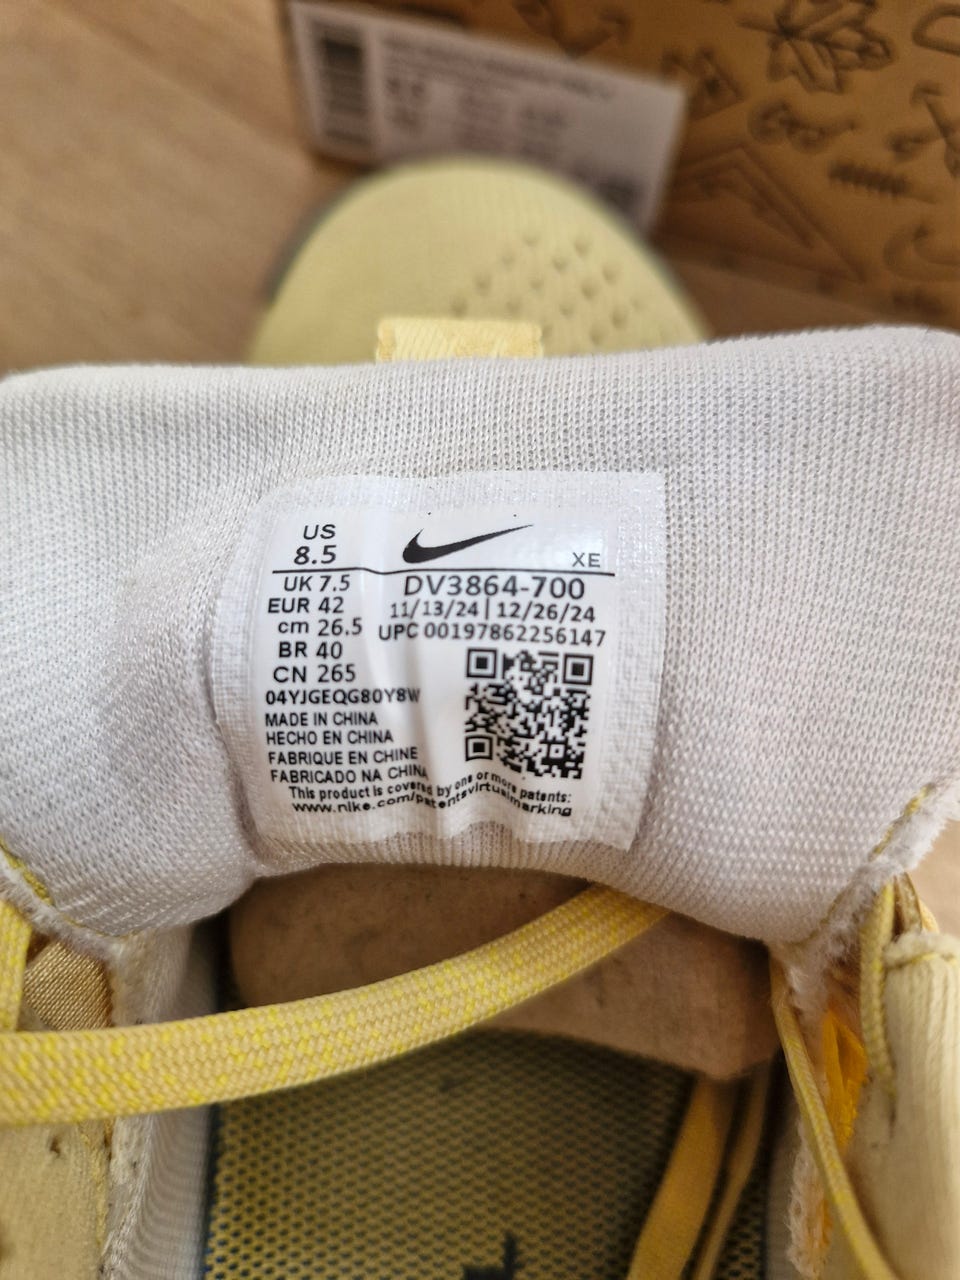 US
8.5
XE
UK 7.5
EUR 42
cm 26.5
BR 40
CN 265
DV3864-700
11/13/24 | 12/26/24
UPC 00197862256147
04YJGEQG80Y8W
MADE IN CHINA
HECHO EN CHINA
FABRIQUE EN CHINE
FABRICADO NA CHINA
This product is covered by one or more patents:
www.nike.com/patentsvirtualmarking